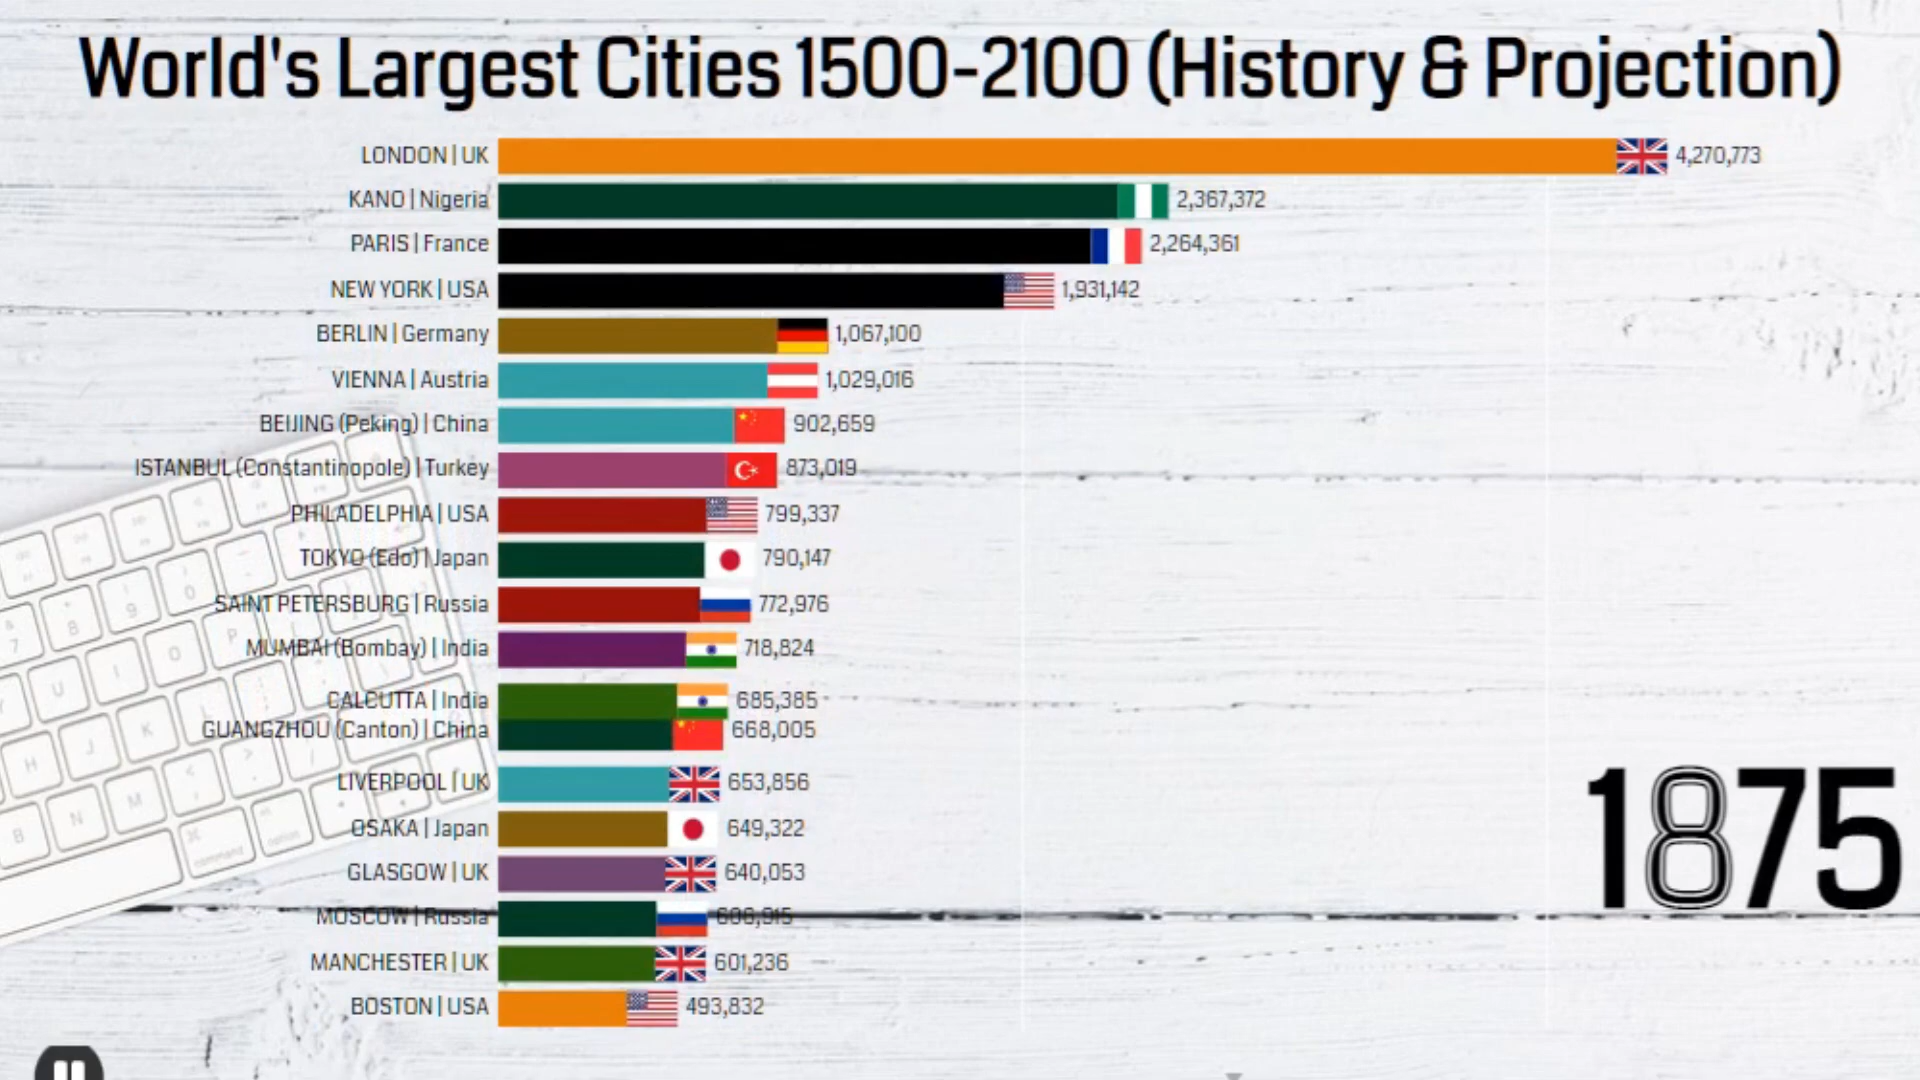 World's Largest Cities 1500-2100 (History & Projection)
LONDON | UK 4,270,773
KANO | Nigeria 2,367,372
PARIS | France 2,264,361
NEW YORK | USA 1,931,142
BERLIN | Germany 1,067,100
VIENNA | Austria 1,029,016
BEIJING (Peking) | China 902,659
ISTANBUL (Constantinopole) | Turkey 873,019
PHILADELPHIA | USA 799,337
TOKYO (Edo) | Japan 790,147
SAINT PETERSBURG | Russia 772,976
MUMBAI (Bombay) | India 718,824
CALCUTTA | India 685,385
GUANGZHOU (Canton) | China 668,005
LIVERPOOL | UK 653,856
OSAKA | Japan 649,322
GLASGOW | UK 640,053
MOSCOW | Russia
MANCHESTER | UK 601,236
BOSTON | USA 493,832
1875
command
option